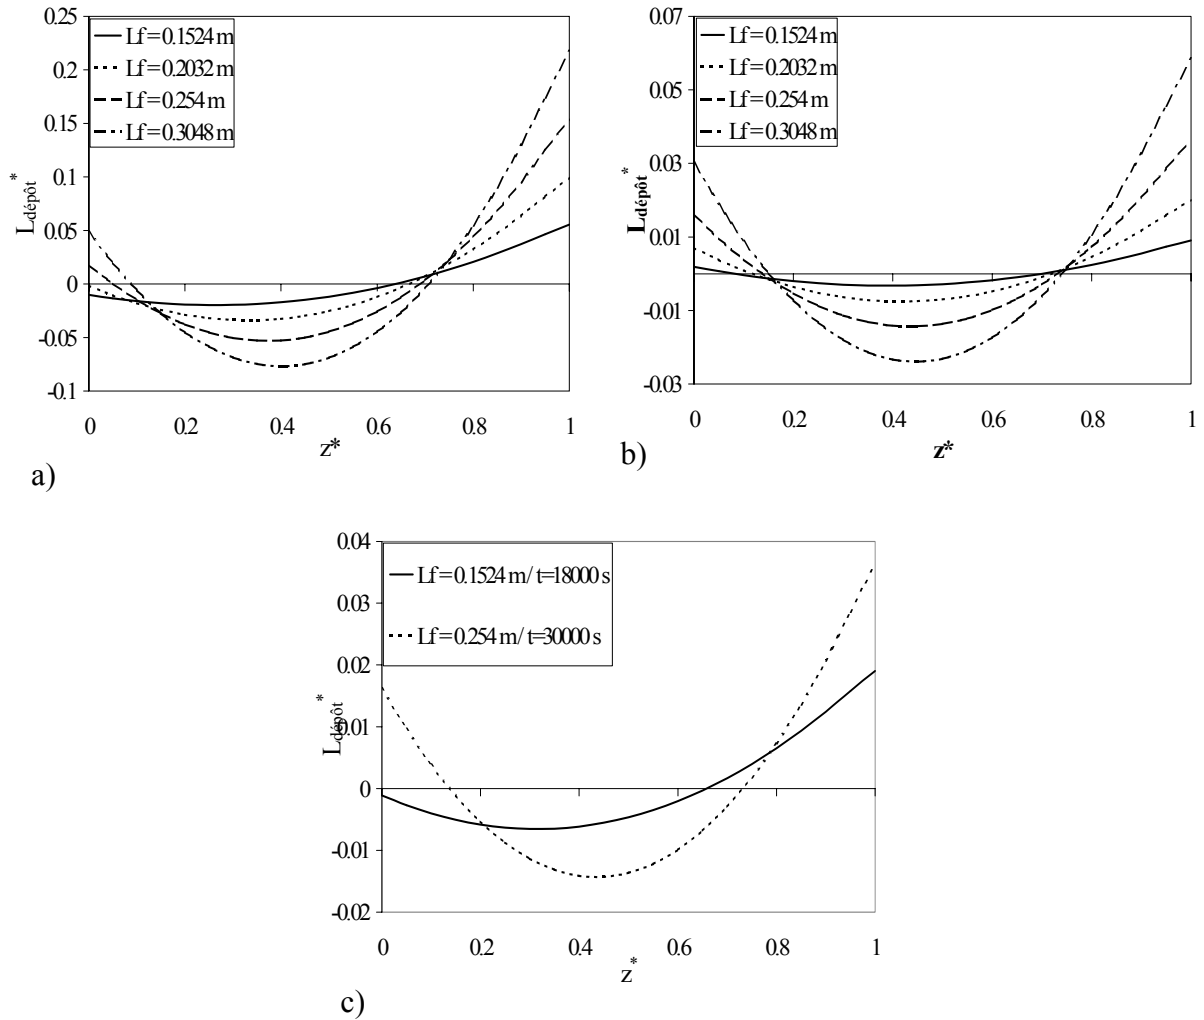 0.25
0.2
0.15
0.1
0.05
0
-0.05
-0.1
Ldépôt*
Lf = 0.1524 m
Lf = 0.2032 m
Lf = 0.254 m
Lf = 0.3048 m
0 0.2 0.4 0.6 0.8 1
z*
a)
0.07
0.05
0.03
0.01
-0.01
-0.03
Ldépôt*
Lf = 0.1524 m
Lf = 0.2032 m
Lf = 0.254 m
Lf = 0.3048 m
0 0.2 0.4 0.6 0.8 1
z*
b)
0.04
0.03
0.02
0.01
0
-0.01
-0.02
Ldépôt*
Lf = 0.1524 m / t=18000 s
Lf = 0.254 m / t=30000 s
0 0.2 0.4 0.6 0.8 1
z*
c)